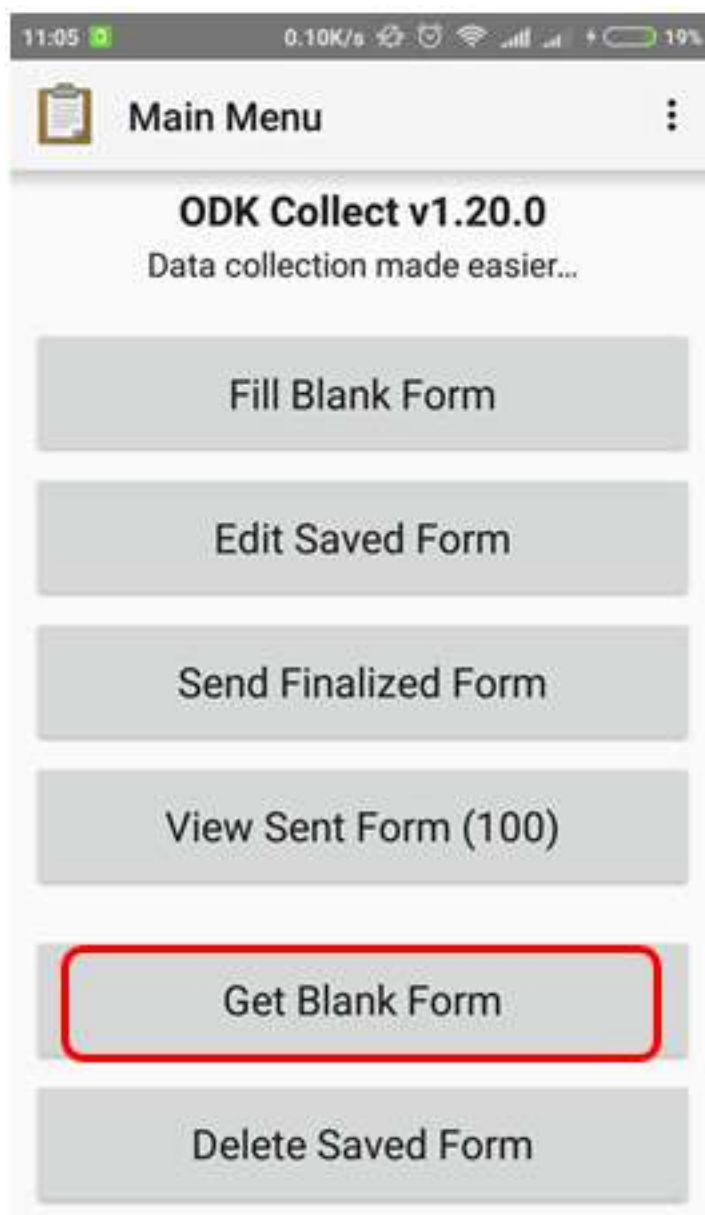 11:05 0.10K/s 19%
Main Menu
ODK Collect v1.20.0
Data collection made easier...
Fill Blank Form
Edit Saved Form
Send Finalized Form
View Sent Form (100)
Get Blank Form
Delete Saved Form